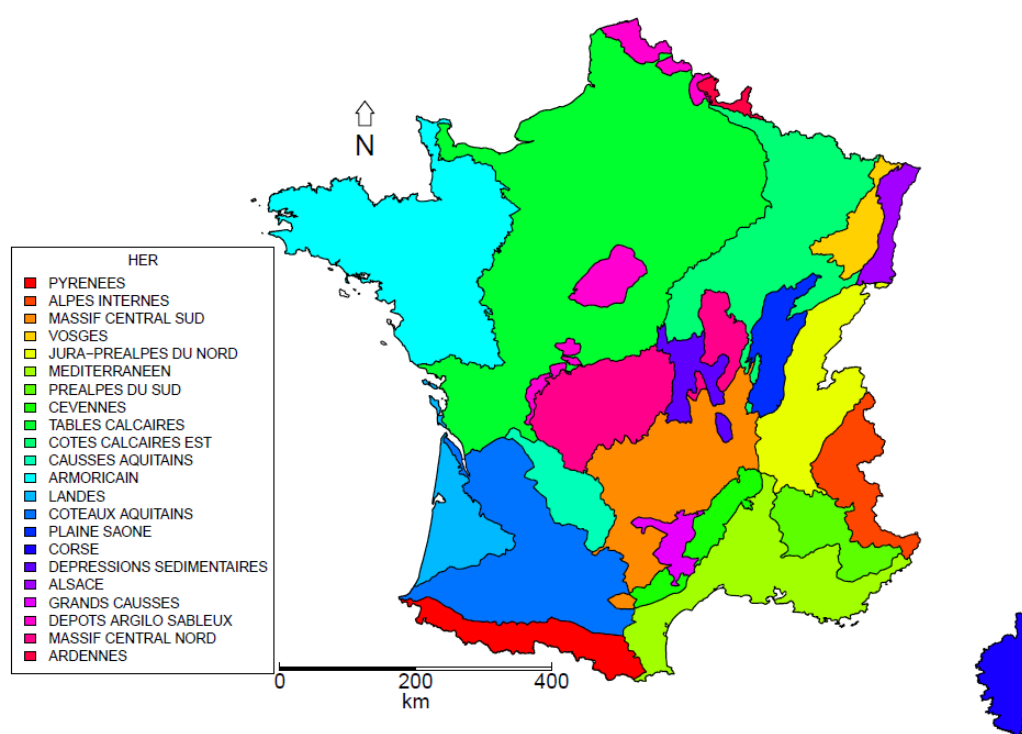 N
HER
PYRENEES
ALPES INTERNES
MASSIF CENTRAL SUD
VOSGES
JURA−PREALPES DU NORD
MEDITERRANEEN
PREALPES DU SUD
CEVENNES
TABLES CALCAIRES
COTES CALCAIRES EST
CAUSSES AQUITAINS
ARMORICAIN
LANDES
COTEAUX AQUITAINS
PLAINE SAONE
CORSE
DEPRESSIONS SEDIMENTAIRES
ALSACE
GRANDS CAUSSES
DEPOTS ARGILO SABLEUX
MASSIF CENTRAL NORD
ARDENNES
0 200 400
km